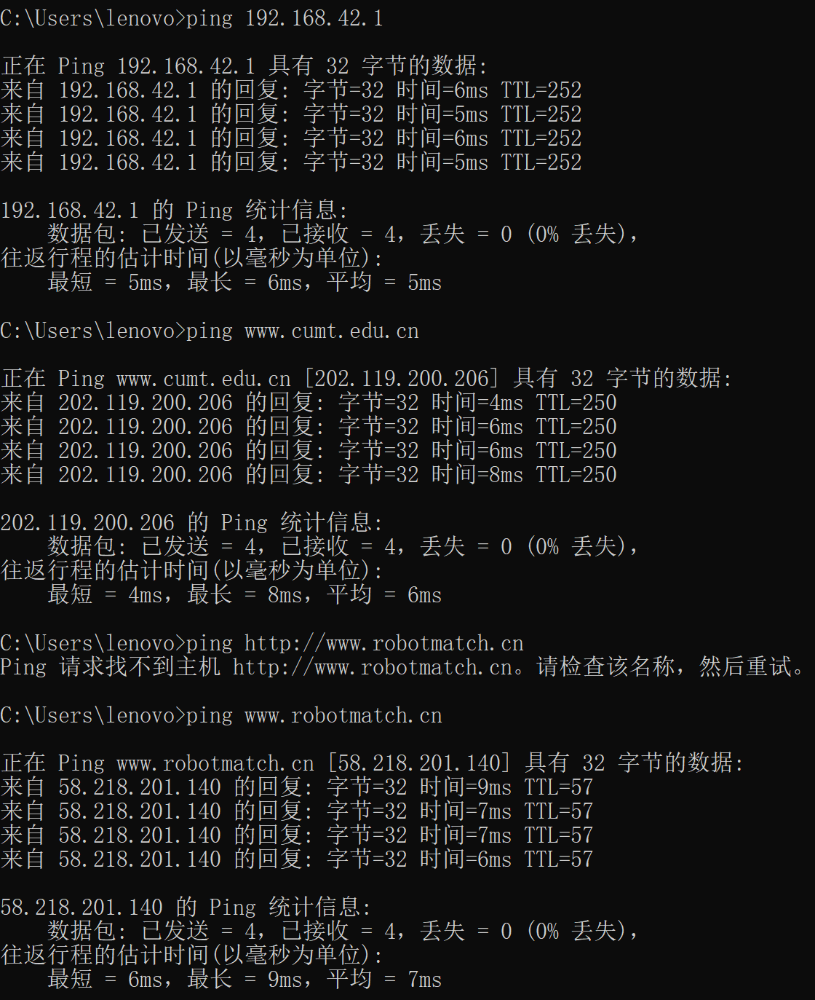 C:\Users\lenovo>ping 192.168.42.1
正在 Ping 192.168.42.1 具有 32 字节的数据:
来自 192.168.42.1 的回复: 字节=32 时间=6ms TTL=252
来自 192.168.42.1 的回复: 字节=32 时间=5ms TTL=252
来自 192.168.42.1 的回复: 字节=32 时间=6ms TTL=252
来自 192.168.42.1 的回复: 字节=32 时间=5ms TTL=252
192.168.42.1 的 Ping 统计信息:
数据包: 已发送 = 4，已接收 = 4，丢失 = 0 (0% 丢失)，
往返行程的估计时间(以毫秒为单位):
最短 = 5ms，最长 = 6ms，平均 = 5ms
C:\Users\lenovo>ping www.cumt.edu.cn
正在 Ping www.cumt.edu.cn [202.119.200.206] 具有 32 字节的数据:
来自 202.119.200.206 的回复: 字节=32 时间=4ms TTL=250
来自 202.119.200.206 的回复: 字节=32 时间=6ms TTL=250
来自 202.119.200.206 的回复: 字节=32 时间=6ms TTL=250
来自 202.119.200.206 的回复: 字节=32 时间=8ms TTL=250
202.119.200.206 的 Ping 统计信息:
数据包: 已发送 = 4，已接收 = 4，丢失 = 0 (0% 丢失)，
往返行程的估计时间(以毫秒为单位):
最短 = 4ms，最长 = 8ms，平均 = 6ms
C:\Users\lenovo>ping http://www.robotmatch.cn
Ping 请求找不到主机 http://www.robotmatch.cn。请检查该名称，然后重试。
C:\Users\lenovo>ping www.robotmatch.cn
正在 Ping www.robotmatch.cn [58.218.201.140] 具有 32 字节的数据:
来自 58.218.201.140 的回复: 字节=32 时间=9ms TTL=57
来自 58.218.201.140 的回复: 字节=32 时间=7ms TTL=57
来自 58.218.201.140 的回复: 字节=32 时间=7ms TTL=57
来自 58.218.201.140 的回复: 字节=32 时间=6ms TTL=57
58.218.201.140 的 Ping 统计信息:
数据包: 已发送 = 4，已接收 = 4，丢失 = 0 (0% 丢失)，
往返行程的估计时间(以毫秒为单位):
最短 = 6ms，最长 = 9ms，平均 = 7ms